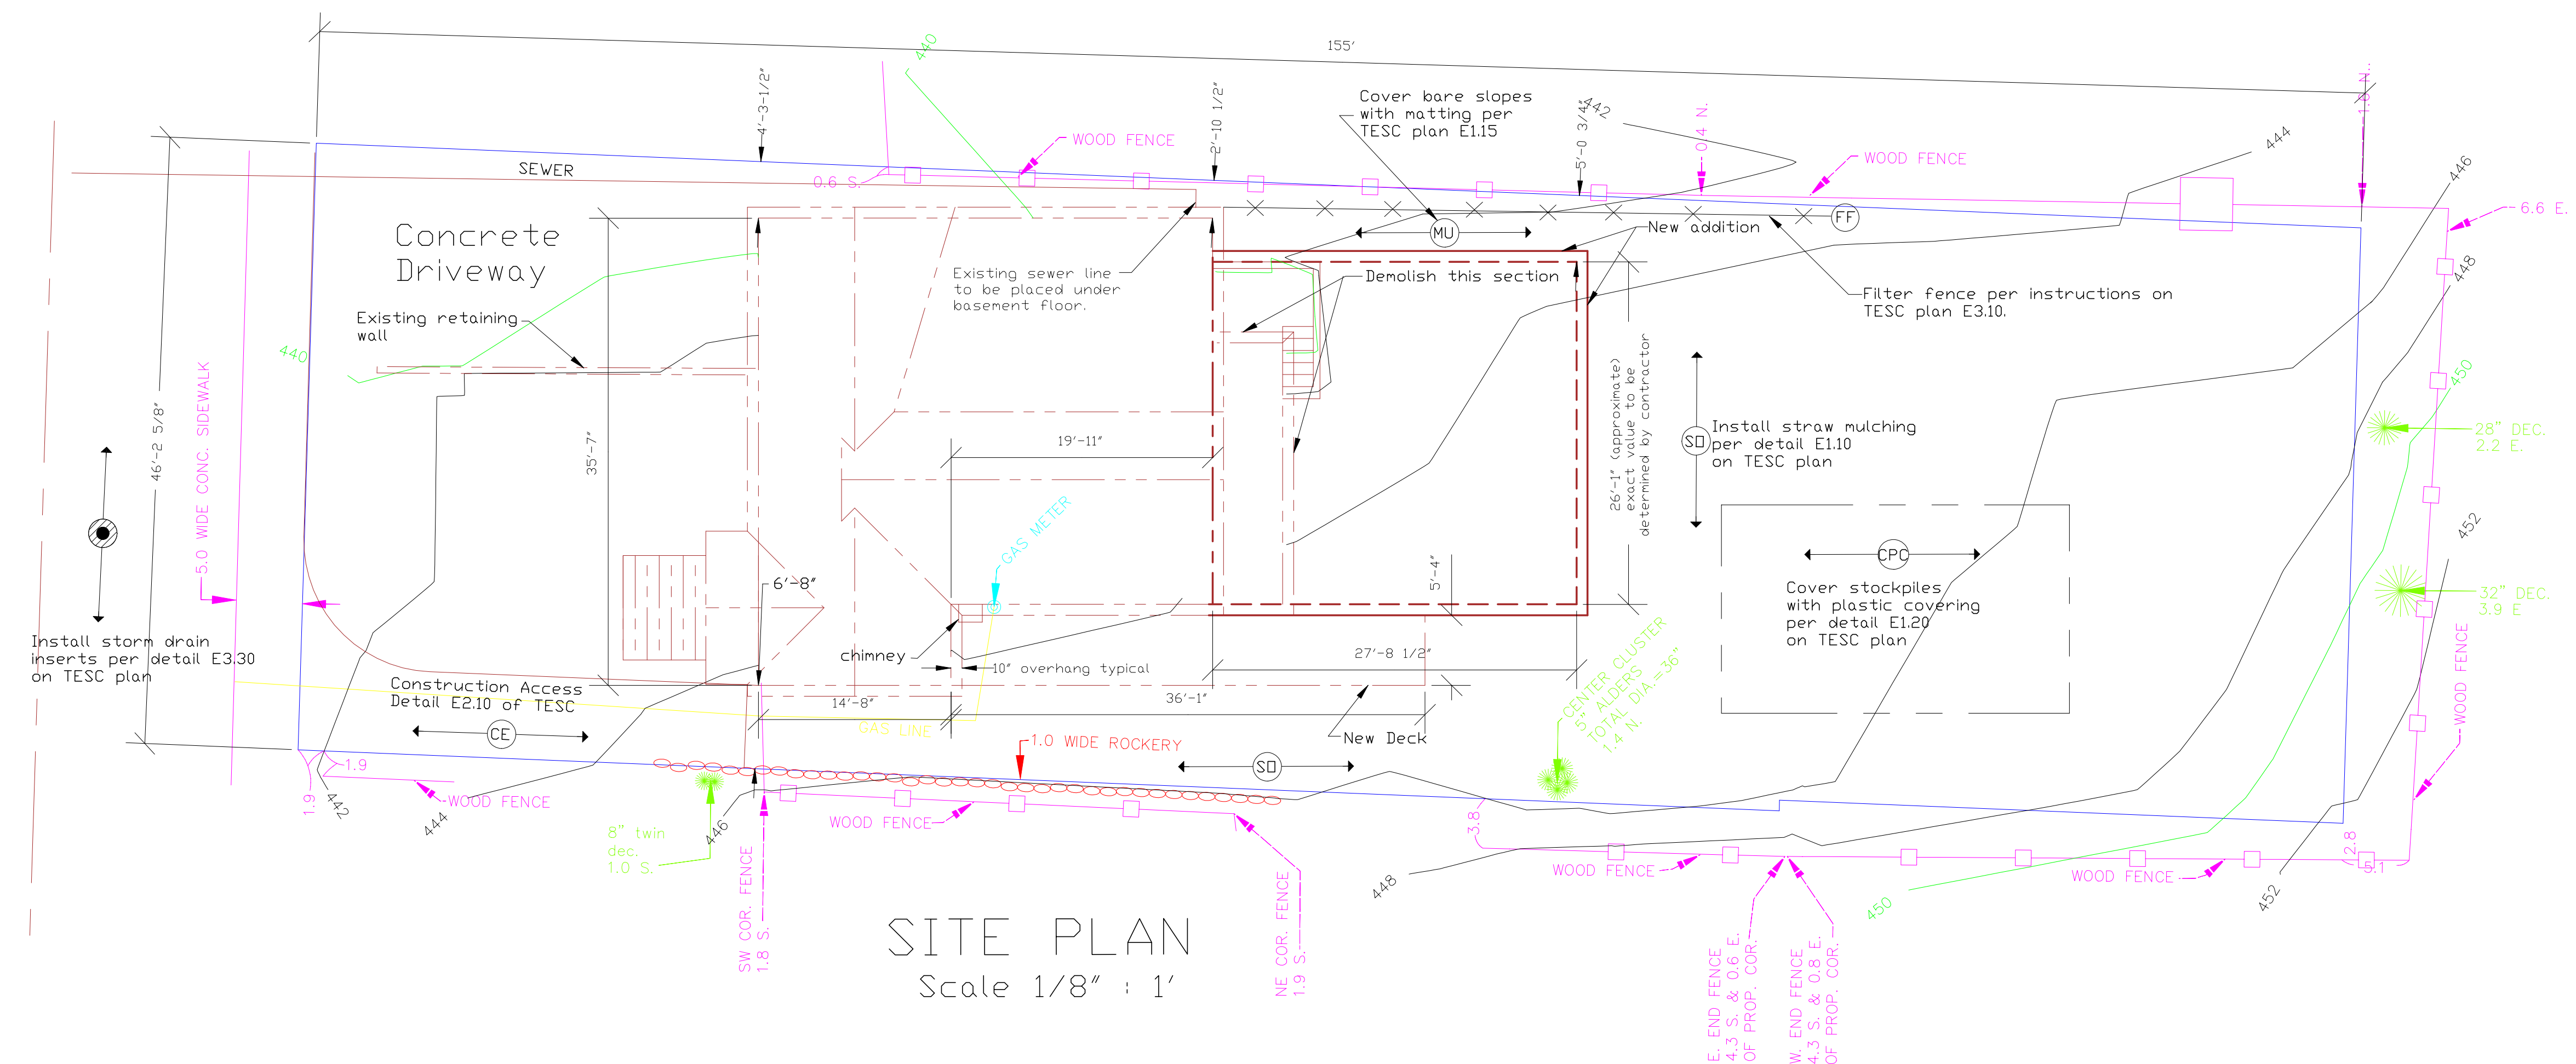 155'
440
4'-3-1/2"
2'-10 1/2"
5'-0 3/4"
Cover bare slopes
with matting per
TESC plan E1.15
442
0.4 N.
444
446
WOOD FENCE
WOOD FENCE
SEWER
0.6 S.
6.6 E.
FF
MU
New addition
Concrete
Driveway
Existing sewer line
to be placed under
basement floor.
Demolish this section
448
Filter fence per instructions on
TESC plan E3.10.
Existing retaining
wall
440
5.0 WIDE CONC. SIDEWALK
46'-2 5/8"
35'-7"
19'-11"
26'-1" (approximate)
exact value to be
determined by contractor
450
SO
Install straw mulching
per detail E1.10
on TESC plan
28" DEC.
2.2 E.
GAS METER
452
CPC
6'-8"
5'-4"
Cover stockpiles
with plastic covering
per detail E1.20
on TESC plan
32" DEC.
3.9 E
Install storm drain
inserts per detail E3.30
on TESC plan
chimney
10" overhang typical
27'-8 1/2"
CENTER CLUSTER
5" ALDERS
TOTAL DIA.=36"
1.4 N.
WOOD FENCE
Construction Access
Detail E2.10 of TESC
14'-8"
36'-1"
CE
GAS LINE
New Deck
1.0 WIDE ROCKERY
SO
1.9
1.9
442
WOOD FENCE
444
446
8" twin
dec.
1.0 S.
WOOD FENCE
3.8
2.8
5.1
WOOD FENCE
WOOD FENCE
448
450
452
SW COR. FENCE
1.8 S.
NE COR. FENCE
1.9 S.
E. END FENCE
4.3 S. & 0.6 E.
OF PROP. COR.
W. END FENCE
4.3 S. & 0.8 E.
OF PROP. COR.
SITE PLAN
Scale 1/8" : 1'